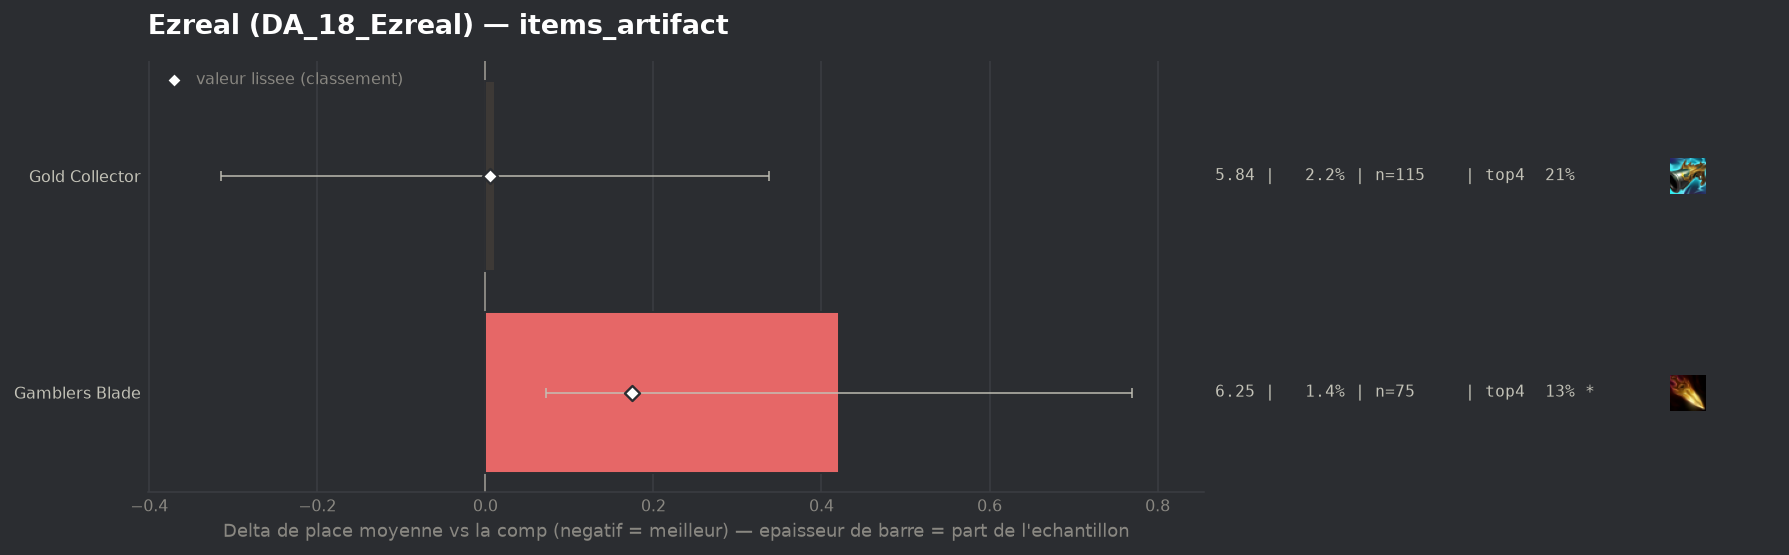 Ezreal (DA_18_Ezreal) — items_artifact
valeur lissee (classement)
Gold Collector
5.84 |   2.2% | n=115    | top4  21%
Gamblers Blade
6.25 |   1.4% | n=75     | top4  13% *
−0.4 −0.2 0.0 0.2 0.4 0.6 0.8
Delta de place moyenne vs la comp (negatif = meilleur) — epaisseur de barre = part de l'echantillon